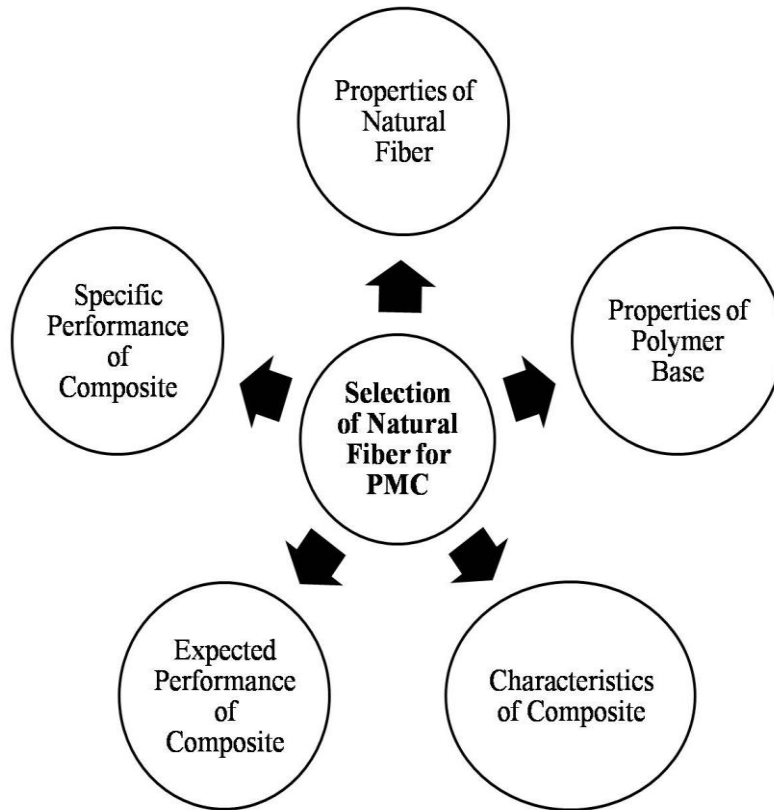 Properties of
Natural
Fiber
Specific
Performance
of
Composite
Properties of
Polymer
Base
Selection
of Natural
Fiber for
PMC
Expected
Performance
of
Composite
Characteristics
of Composite